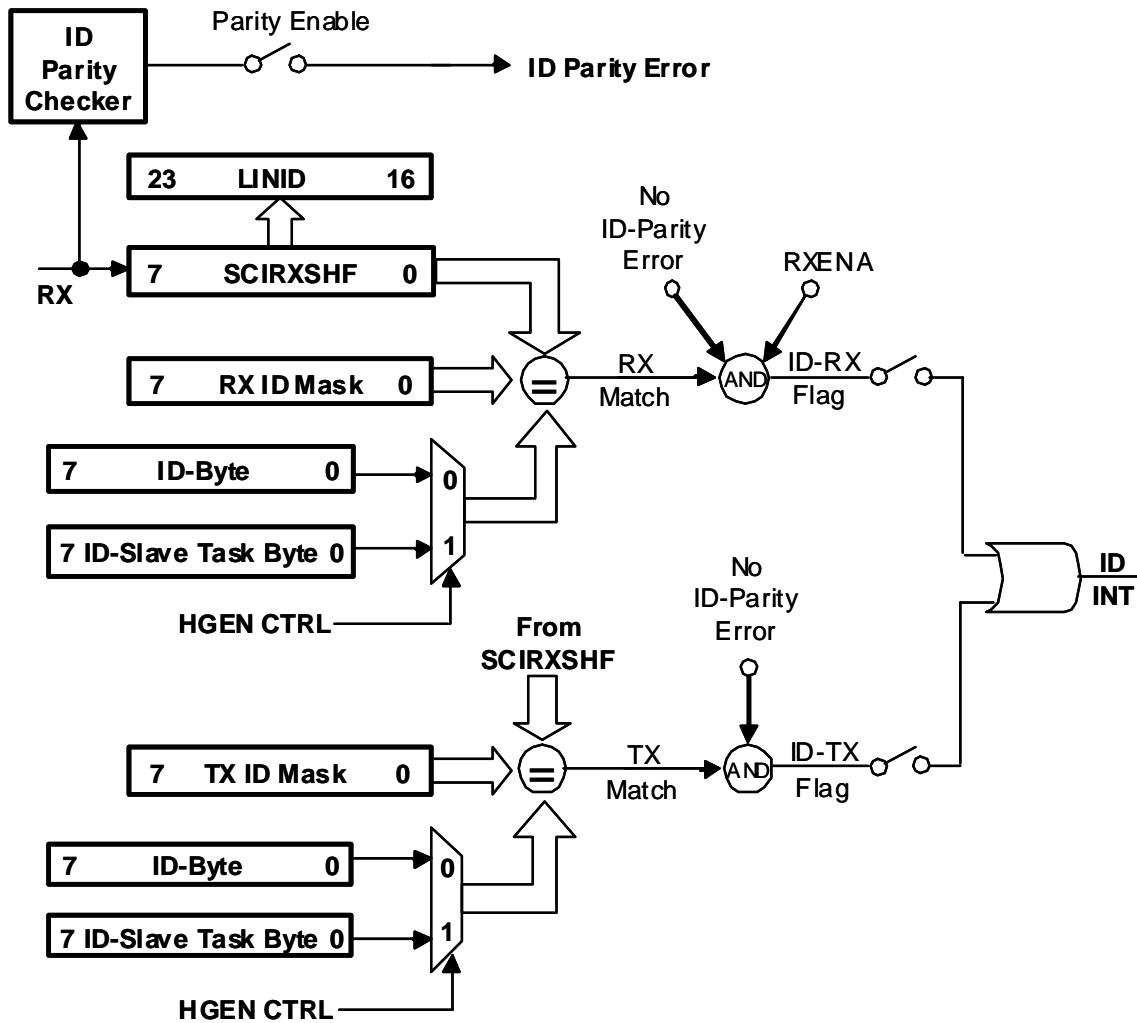 Parity Enable
ID
Parity
Checker
ID Parity Error
23 LINID 16
No
ID-Parity
Error
RXENA
7 SCIRXSHF 0
RX
7 RX ID Mask 0
=
RX
Match
AND
ID-RX
Flag
7 ID-Byte 0
0
7 ID-Slave Task Byte 0
1
HGEN CTRL
ID
INT
No
ID-Parity
Error
From
SCIRXSHF
7 TX ID Mask 0
=
TX
Match
AND
ID-TX
Flag
7 ID-Byte 0
0
7 ID-Slave Task Byte 0
1
HGEN CTRL